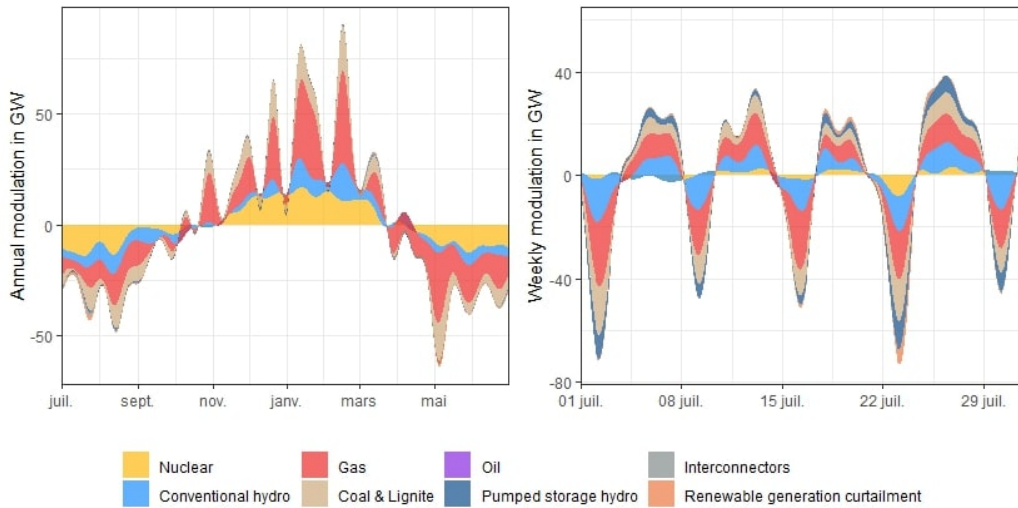 Annual modulation in GW
50
0
-50
juil.
sept.
nov.
janv.
mars
mai
Weekly modulation in GW
40
0
-40
-80
01 juil.
08 juil.
15 juil.
22 juil.
29 juil.
Nuclear
Gas
Oil
Interconnectors
Conventional hydro
Coal & Lignite
Pumped storage hydro
Renewable generation curtailment